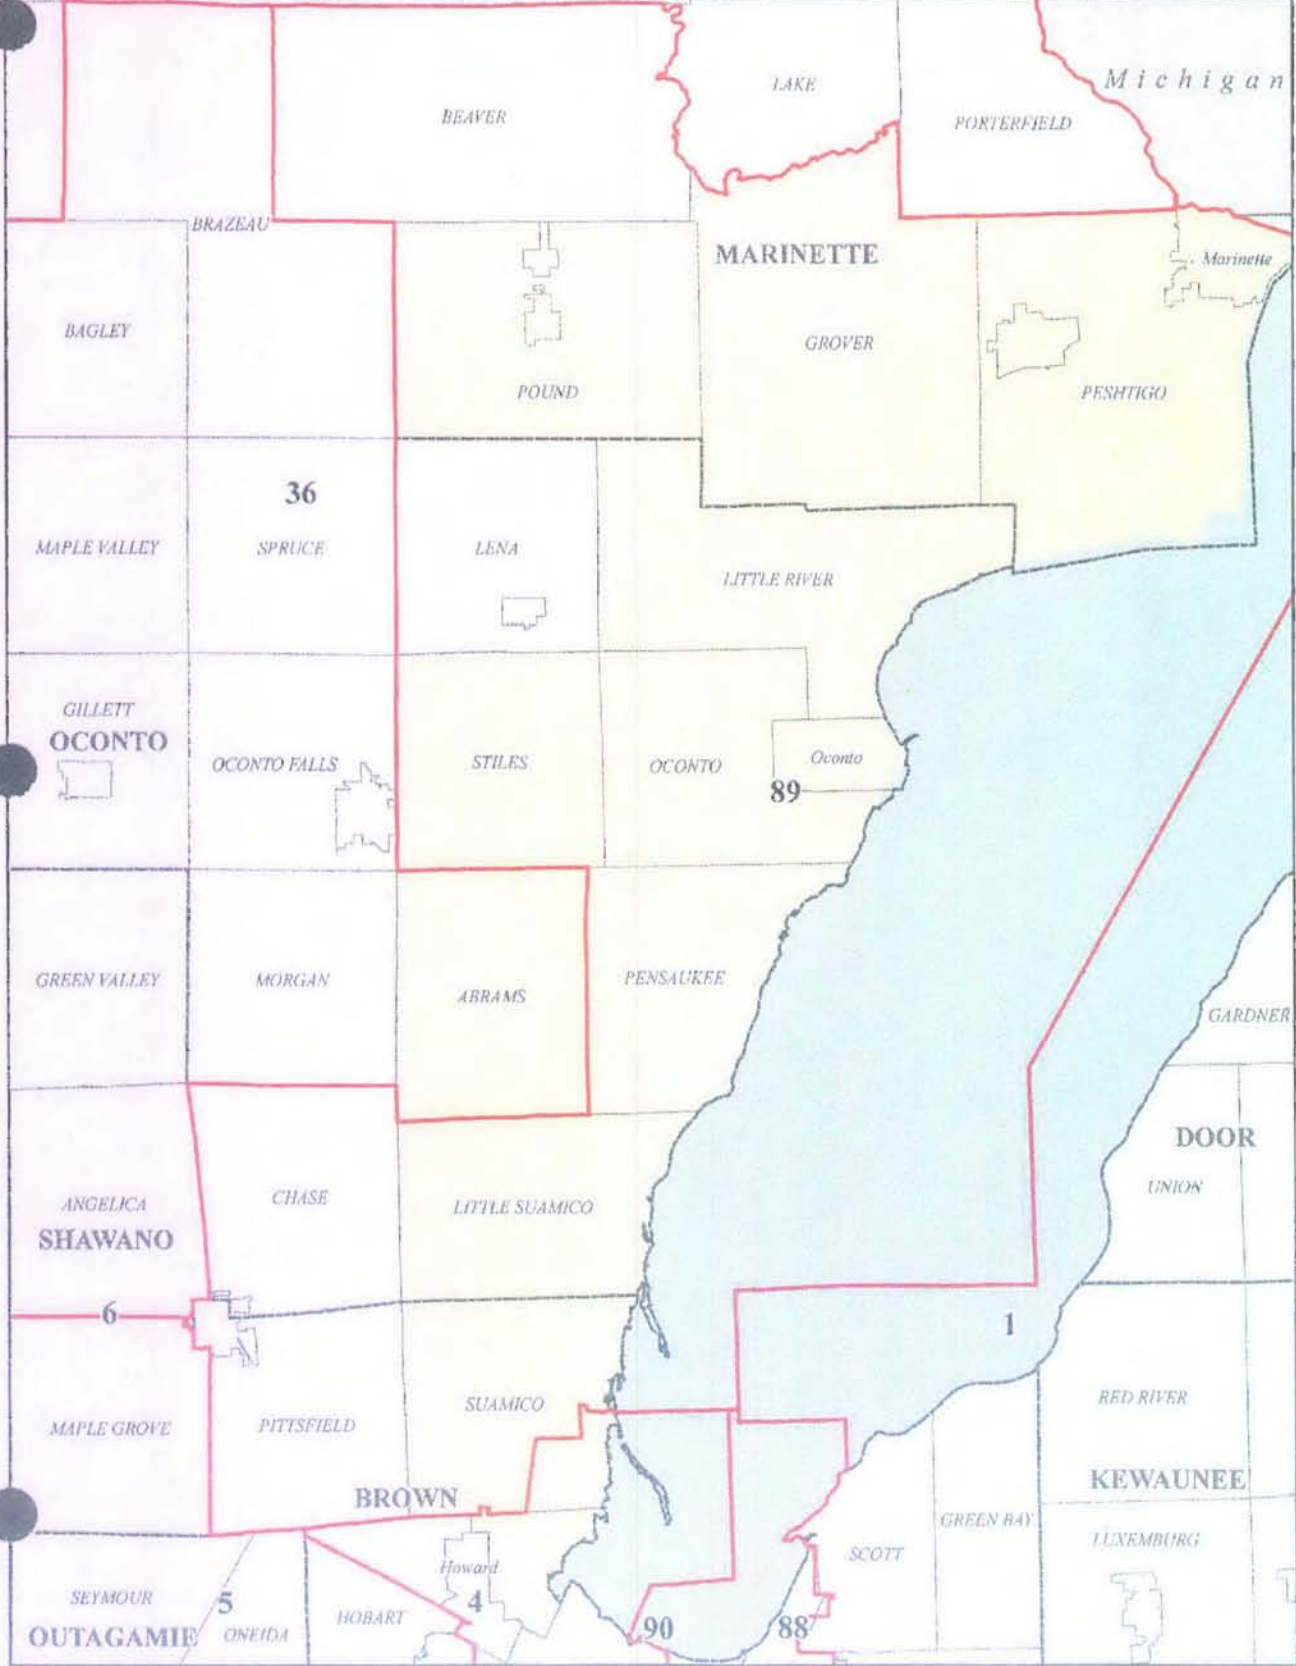 LAKE
Michigan
BEAVER
PORTERFIELD
BRAZEAU
MARINETTE
Marinette
BAGLEY
GROVER
POUND
PESHTIGO
36
MAPLE VALLEY
SPRUCE
LENA
LITTLE RIVER
GILLETT
OCONTO
OCONTO FALLS
STILES
OCONTO
Oconto
89
GREEN VALLEY
MORGAN
ABRAMS
PENSAUKEE
GARDNER
DOOR
UNION
ANGELICA
CHASE
LITTLE SUAMICO
SHAWANO
6
1
SUAMICO
RED RIVER
MAPLE GROVE
PITTSFIELD
KEWAUNEE
BROWN
GREEN BAY
LUXEMBURG
SCOTT
Howard
SEYMOUR
5
4
HOBART
90
88
OUTAGAMIE
ONEIDA